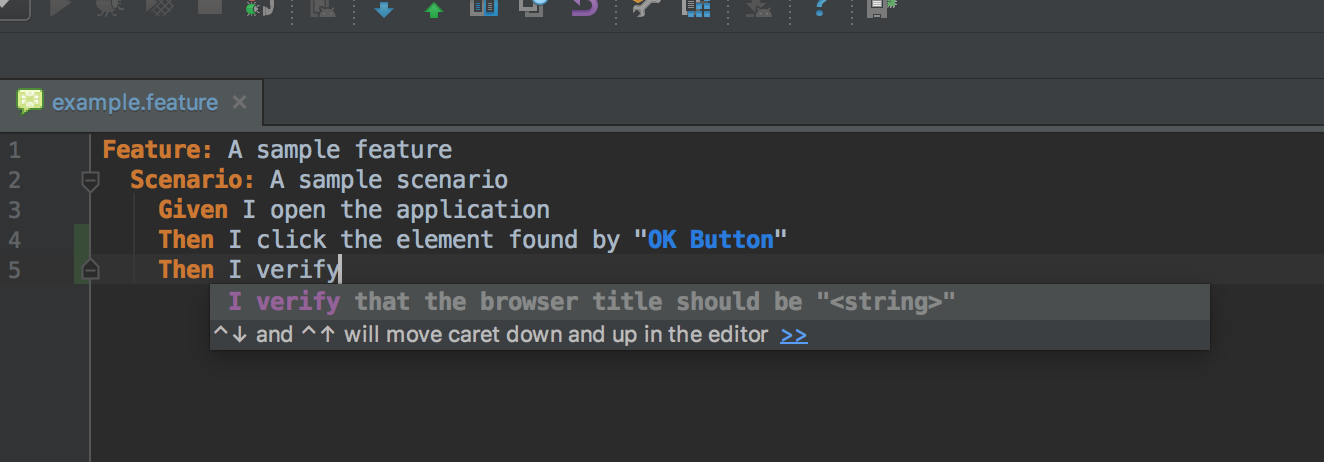 example.feature
1 Feature: A sample feature
2 Scenario: A sample scenario
3 Given I open the application
4 Then I click the element found by "OK Button"
5 Then I verify
I verify that the browser title should be "<string>"
^↓ and ^↑ will move caret down and up in the editor >>